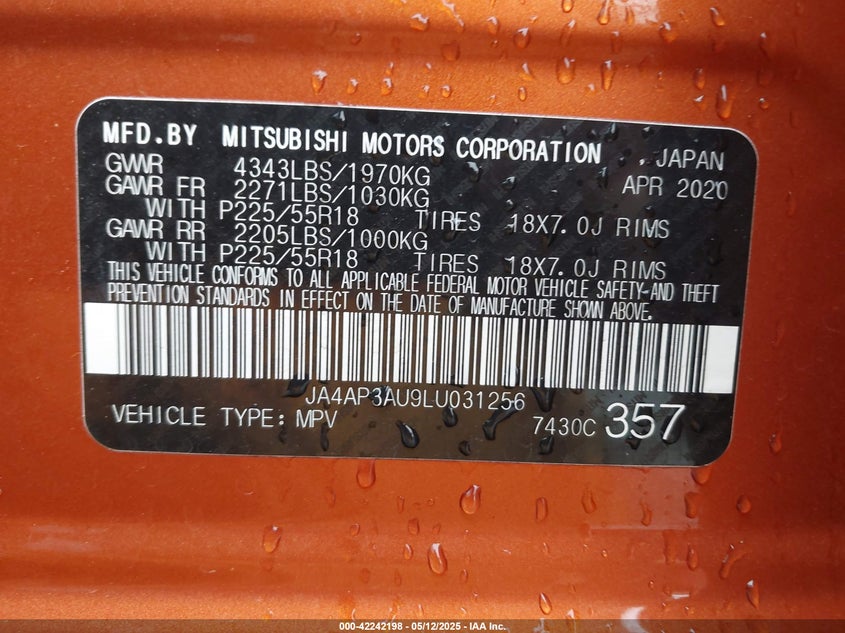 MFD.BY MITSUBISHI MOTORS CORPORATION JAPAN
GVWR 4343LBS/1970KG APR 2020
GAWR FR 2271LBS/1030KG
WITH P225/55R18 TIRES 18X7.0J RIMS
GAWR RR 2205LBS/1000KG
WITH P225/55R18 TIRES 18X7.0J RIMS
THIS VEHICLE CONFORMS TO ALL APPLICABLE FEDERAL MOTOR VEHICLE SAFETY AND THEFT
PREVENTION STANDARDS IN EFFECT ON THE DATE OF MANUFACTURE SHOWN ABOVE.
JA4AP3AU9LU031256
VEHICLE TYPE: MPV 7430C 357
000-42242198 - 05/12/2025 - IAA Inc.